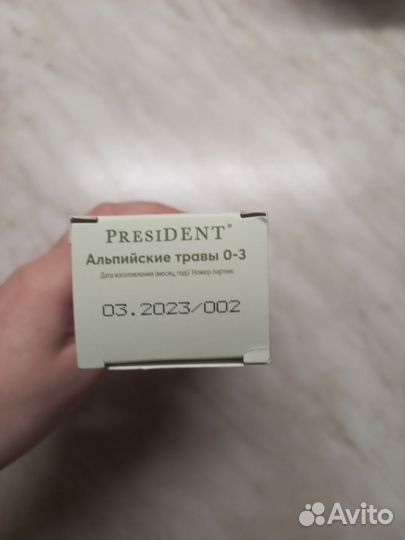 PRESIDENT®
Альпийские травы 0-3
Дата изготовления (месяц, год)/ Номер партии:
03.2023/002
Avito